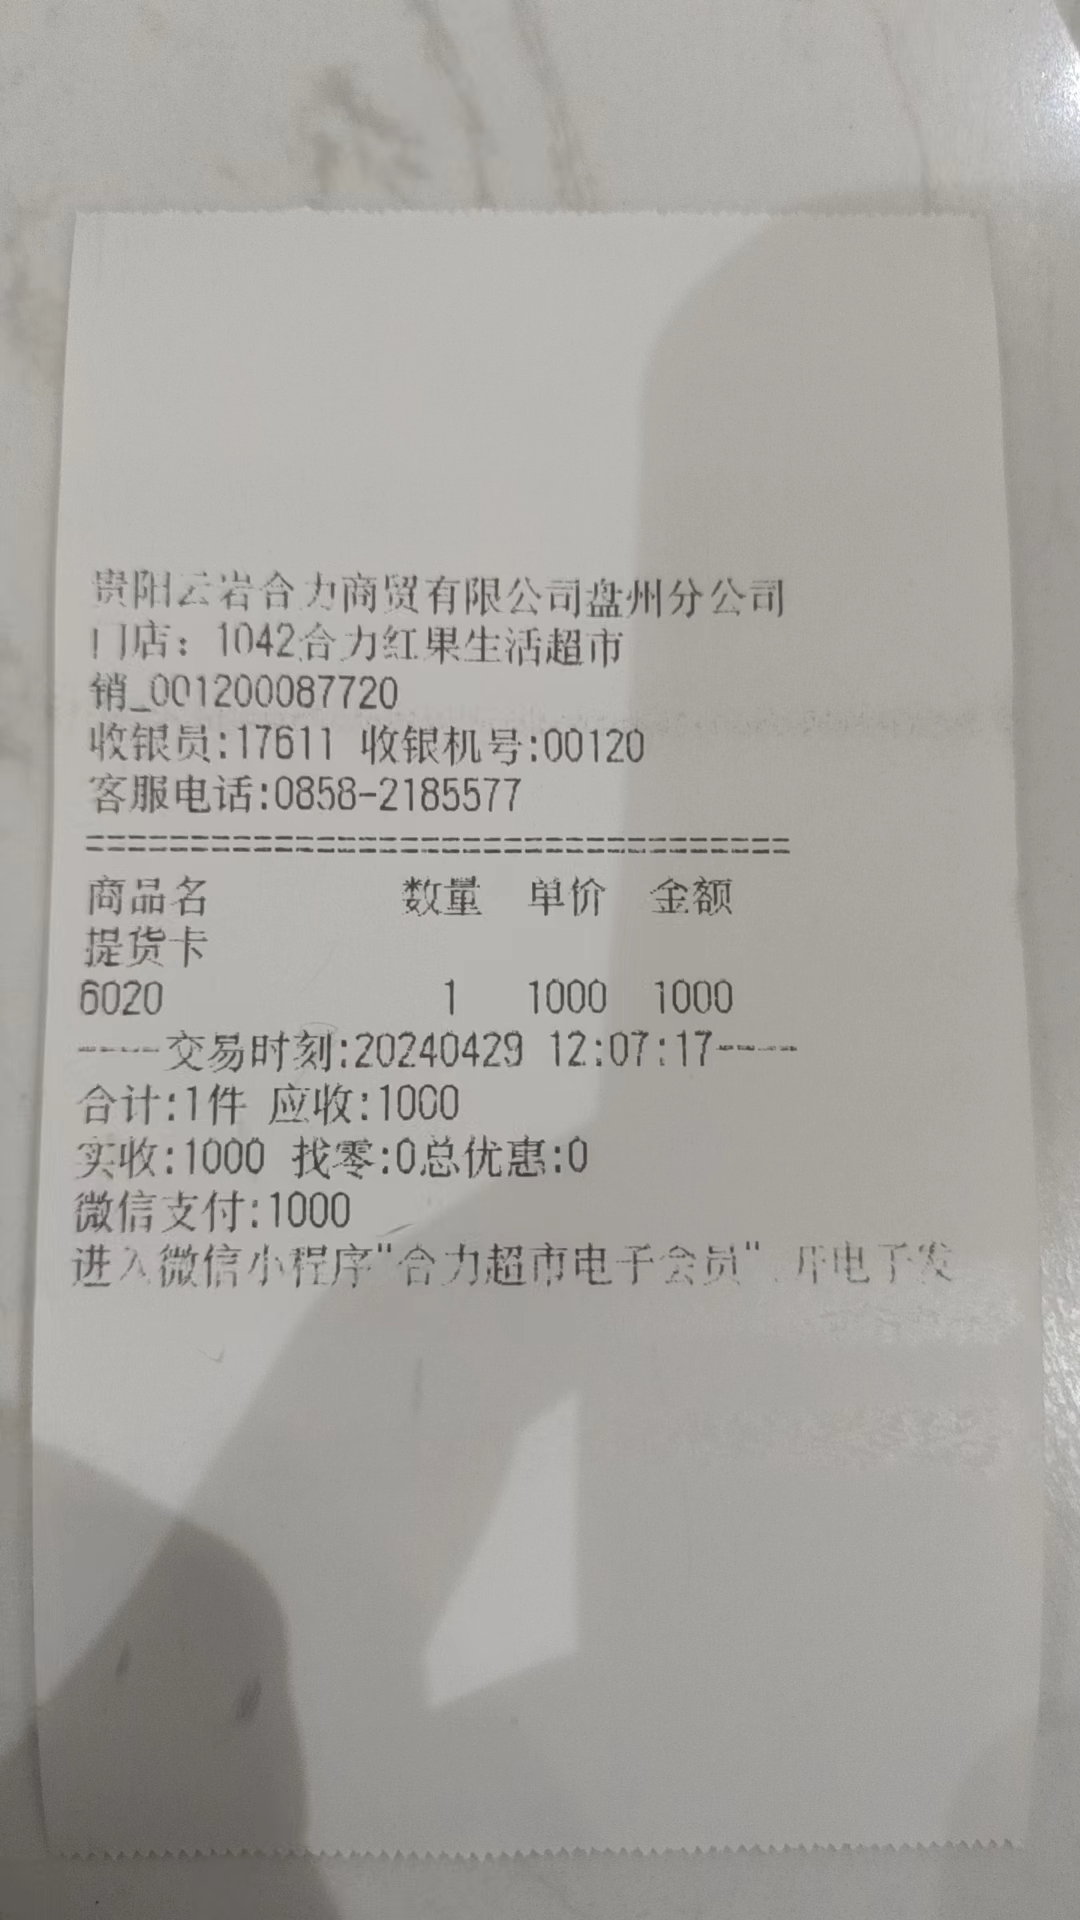 贵阳云岩合力商贸有限公司盘州分公司
门店：1042合力红果生活超市
销_001200087720
收银员:17611 收银机号:00120
客服电话:0858-2185577
==================================
商品名 数量 单价 金额
提货卡
6020 1 1000 1000
----交易时刻:20240429 12:07:17----
合计:1件 应收:1000
实收:1000 找零:0总优惠:0
微信支付:1000
进入微信小程序"合力超市电子会员" 开电子发